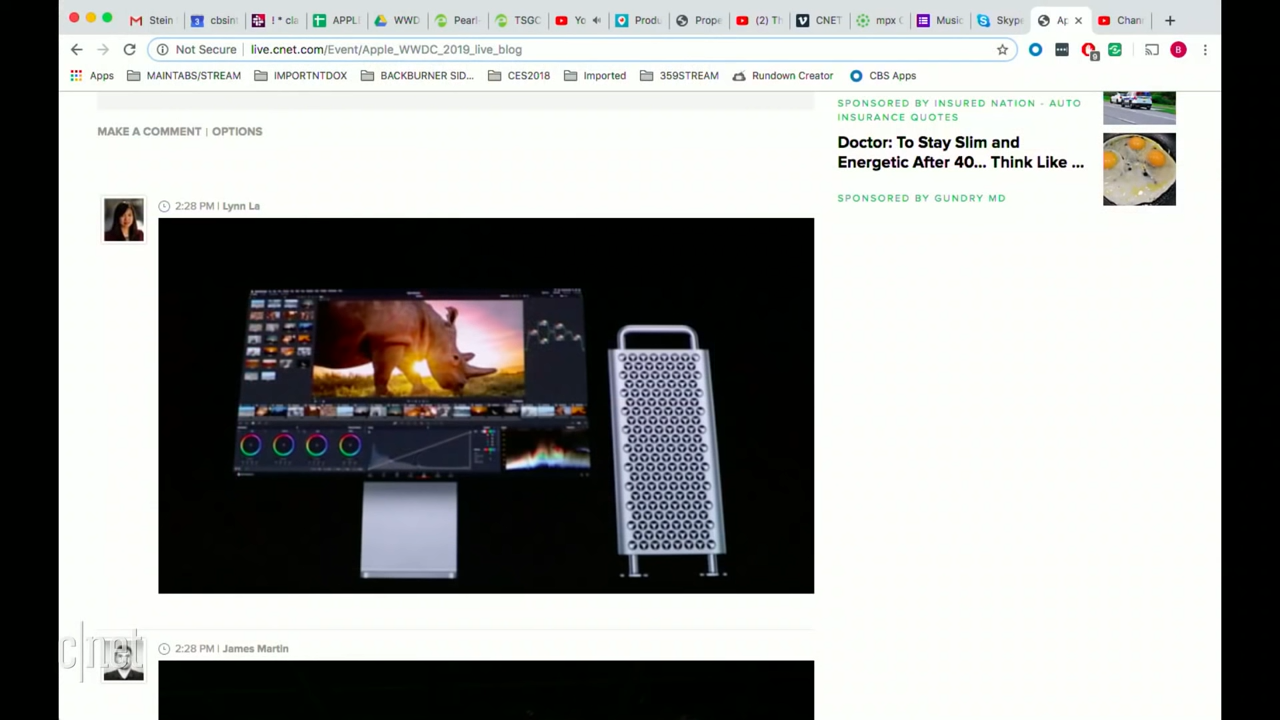 Stein
cbsin
! * cl
APPL
WWD
Pearl
TSGC
Yo
Produ
Prope
(2) Th
CNET
mpx
Music
Skype
Ap
Chan
Not Secure | live.cnet.com/Event/Apple_WWDC_2019_live_blog
9
B
Apps
MAINTABS/STREAM
IMPORTNTDOX
BACKBURNER SID...
CES2018
Imported
359STREAM
Rundown Creator
CBS Apps
MAKE A COMMENT | OPTIONS
SPONSORED BY INSURED NATION - AUTO
INSURANCE QUOTES
Doctor: To Stay Slim and
Energetic After 40... Think Like ...
SPONSORED BY GUNDRY MD
2:28 PM | Lynn La
2:28 PM | James Martin
c|net